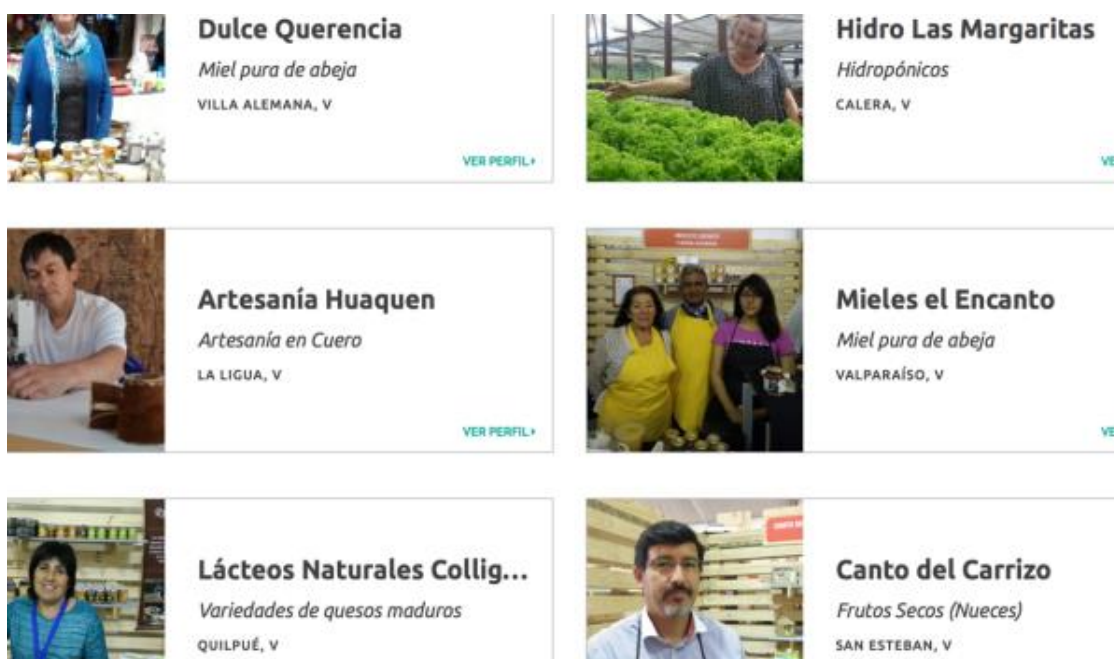 Dulce Querencia
Miel pura de abeja
VILLA ALEMANA, V
VER PERFIL
Hidro Las Margaritas
Hidropónicos
CALERA, V
VE
Artesanía Huaquen
Artesanía en Cuero
LA LIGUA, V
VER PERFIL
Mieles el Encanto
Miel pura de abeja
VALPARAÍSO, V
VE
Lácteos Naturales Collig...
Variedades de quesos maduros
QUILPUÉ, V
Canto del Carrizo
Frutos Secos (Nueces)
SAN ESTEBAN, V